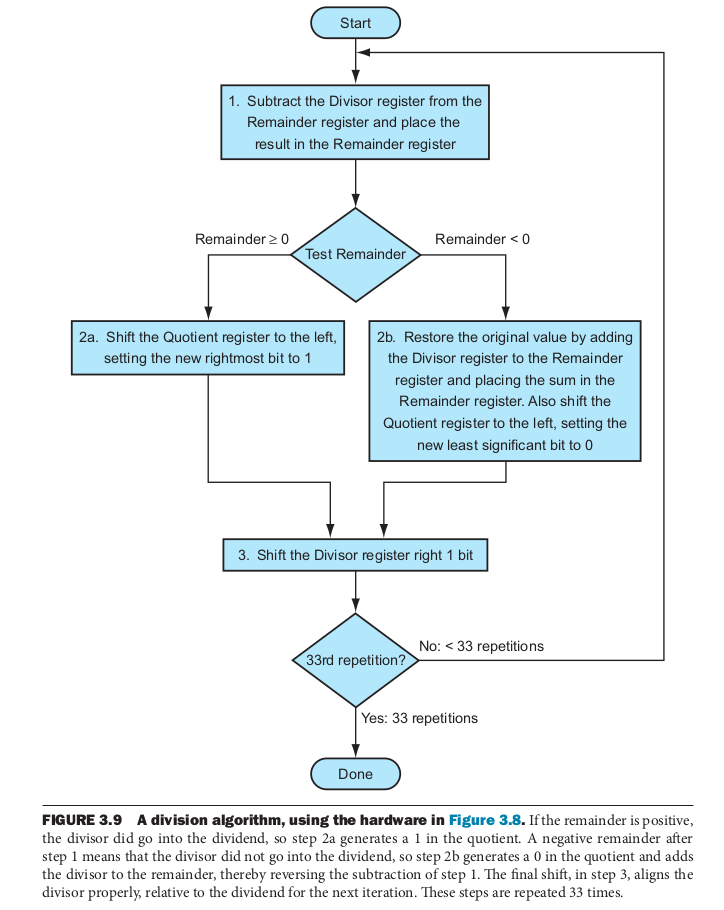 Start
1. Subtract the Divisor register from the
Remainder register and place the
result in the Remainder register
Remainder ≥ 0
Test Remainder
Remainder < 0
2a. Shift the Quotient register to the left,
setting the new rightmost bit to 1
2b. Restore the original value by adding
the Divisor register to the Remainder
register and placing the sum in the
Remainder register. Also shift the
Quotient register to the left, setting the
new least significant bit to 0
3. Shift the Divisor register right 1 bit
33rd repetition?
No: < 33 repetitions
Yes: 33 repetitions
Done
FIGURE 3.9 A division algorithm, using the hardware in Figure 3.8. If the remainder is positive,
the divisor did go into the dividend, so step 2a generates a 1 in the quotient. A negative remainder after
step 1 means that the divisor did not go into the dividend, so step 2b generates a 0 in the quotient and adds
the divisor to the remainder, thereby reversing the subtraction of step 1. The final shift, in step 3, aligns the
divisor properly, relative to the dividend for the next iteration. These steps are repeated 33 times.